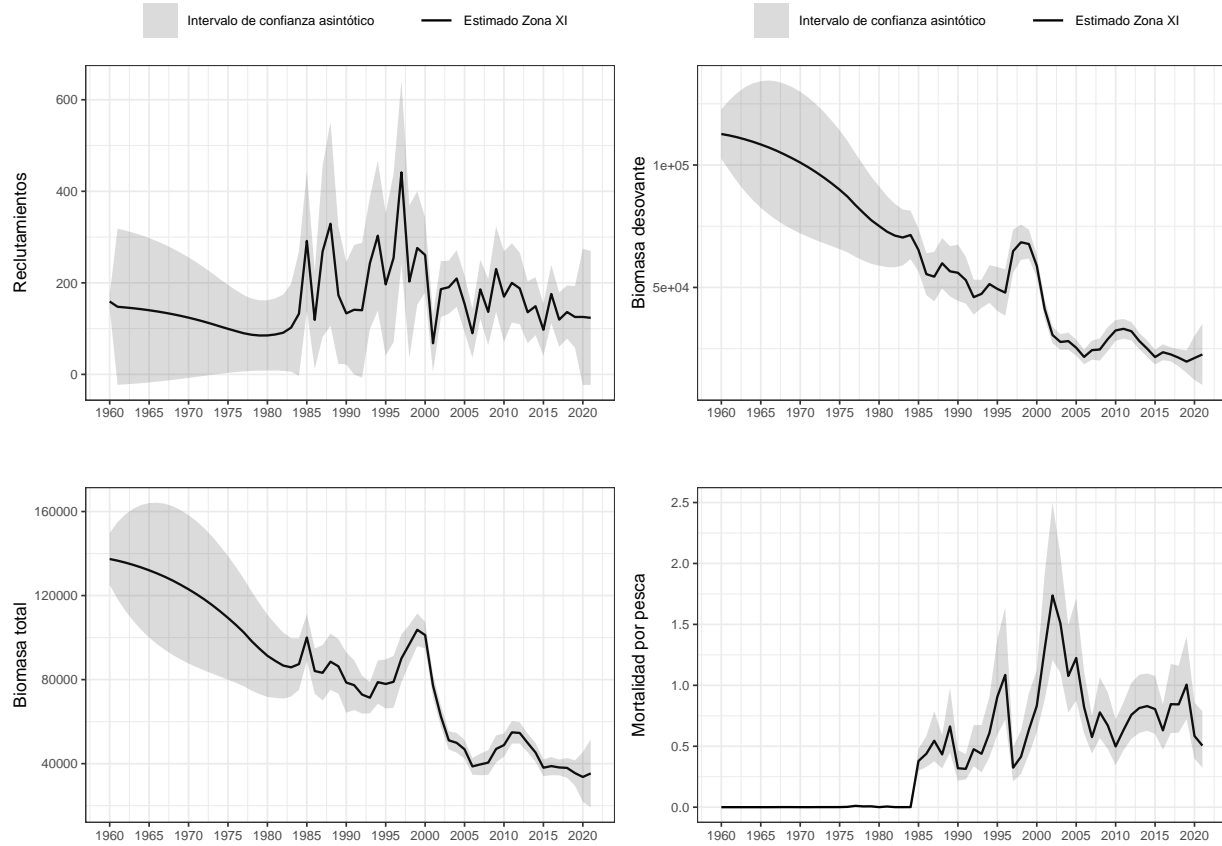 Intervalo de confianza asintótico Estimado Zona XI
Intervalo de confianza asintótico Estimado Zona XI
Reclutamientos
600
400
200
0
1960 1965 1970 1975 1980 1985 1990 1995 2000 2005 2010 2015 2020
Biomasa desovante
1e+05
5e+04
1960 1965 1970 1975 1980 1985 1990 1995 2000 2005 2010 2015 2020
Biomasa total
160000
120000
80000
40000
1960 1965 1970 1975 1980 1985 1990 1995 2000 2005 2010 2015 2020
Mortalidad por pesca
2.5
2.0
1.5
1.0
0.5
0.0
1960 1965 1970 1975 1980 1985 1990 1995 2000 2005 2010 2015 2020